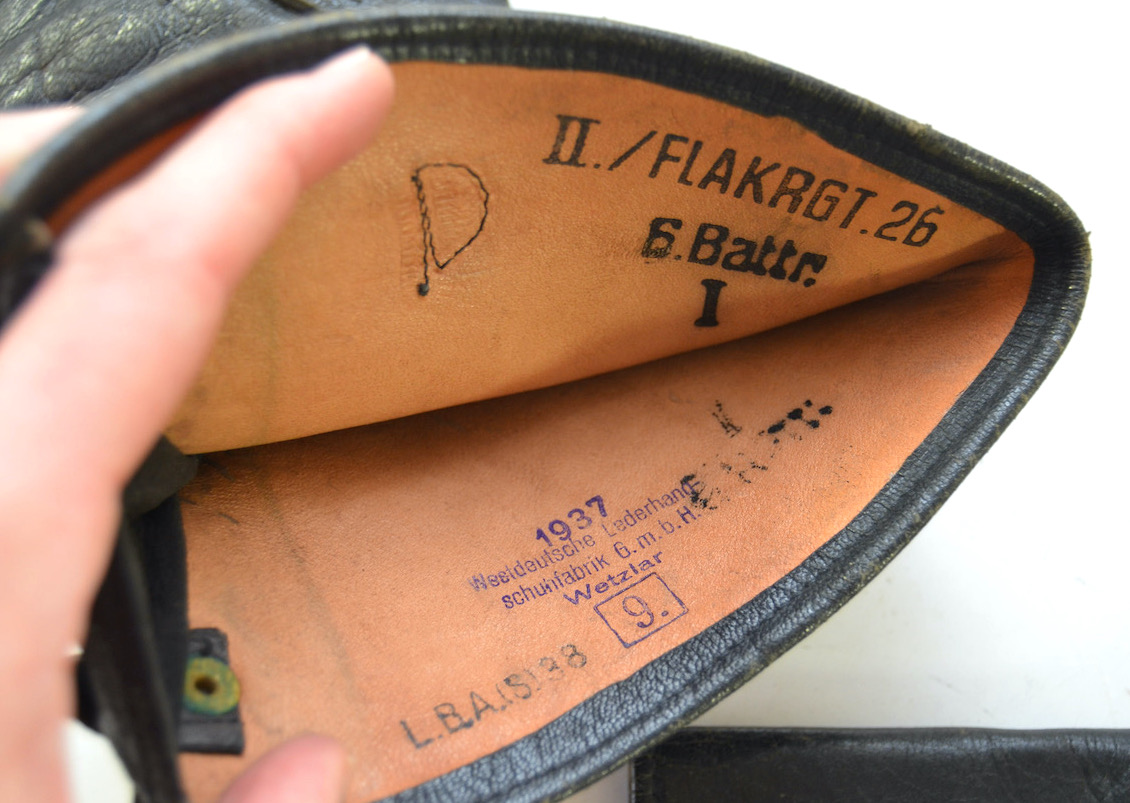 II./FLAKRGT.26
6.Battr.
I
D
1937
Westdeutsche Lederhand-
schuhfabrik G.m.b.H.
Wetzlar
9.
L.B.A.(S)38